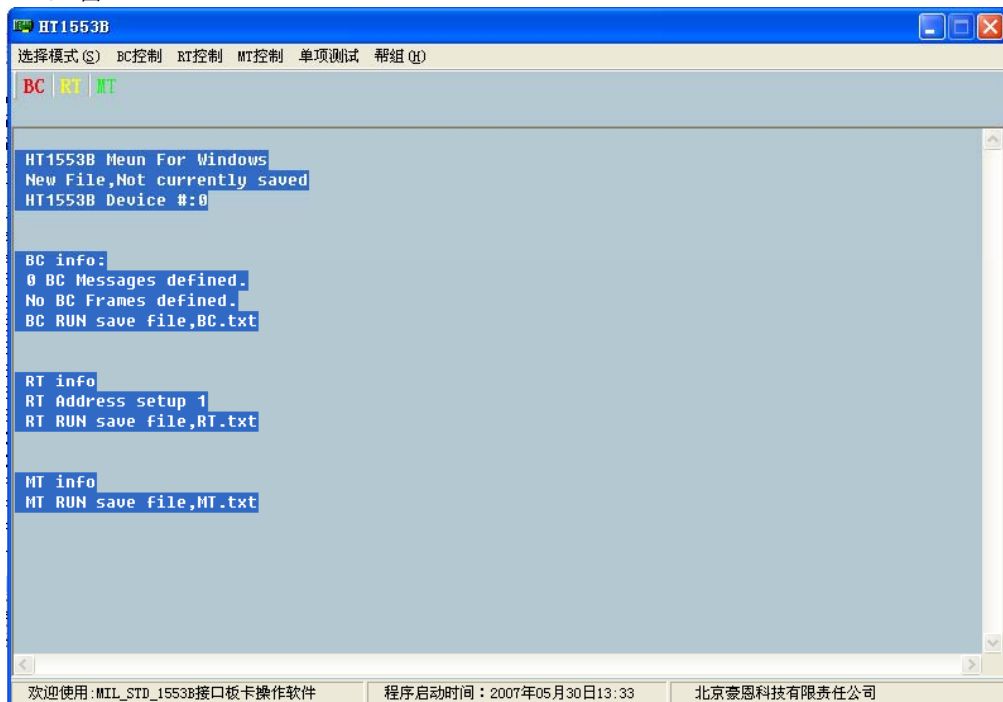 HT1553B
选择模式(S) BC控制 RT控制 MT控制 单项测试 帮组(H)
BC RT MT
HT1553B Meun For Windows
New File,Not currently saved
HT1553B Device #:0
BC info:
0 BC Messages defined.
No BC Frames defined.
BC RUN save file,BC.txt
RT info
RT Address setup 1
RT RUN save file,RT.txt
MT info
MT RUN save file,MT.txt
欢迎使用:MIL_STD_1553B接口板卡操作软件 程序启动时间：2007年05月30日13:33 北京豪恩科技有限责任公司